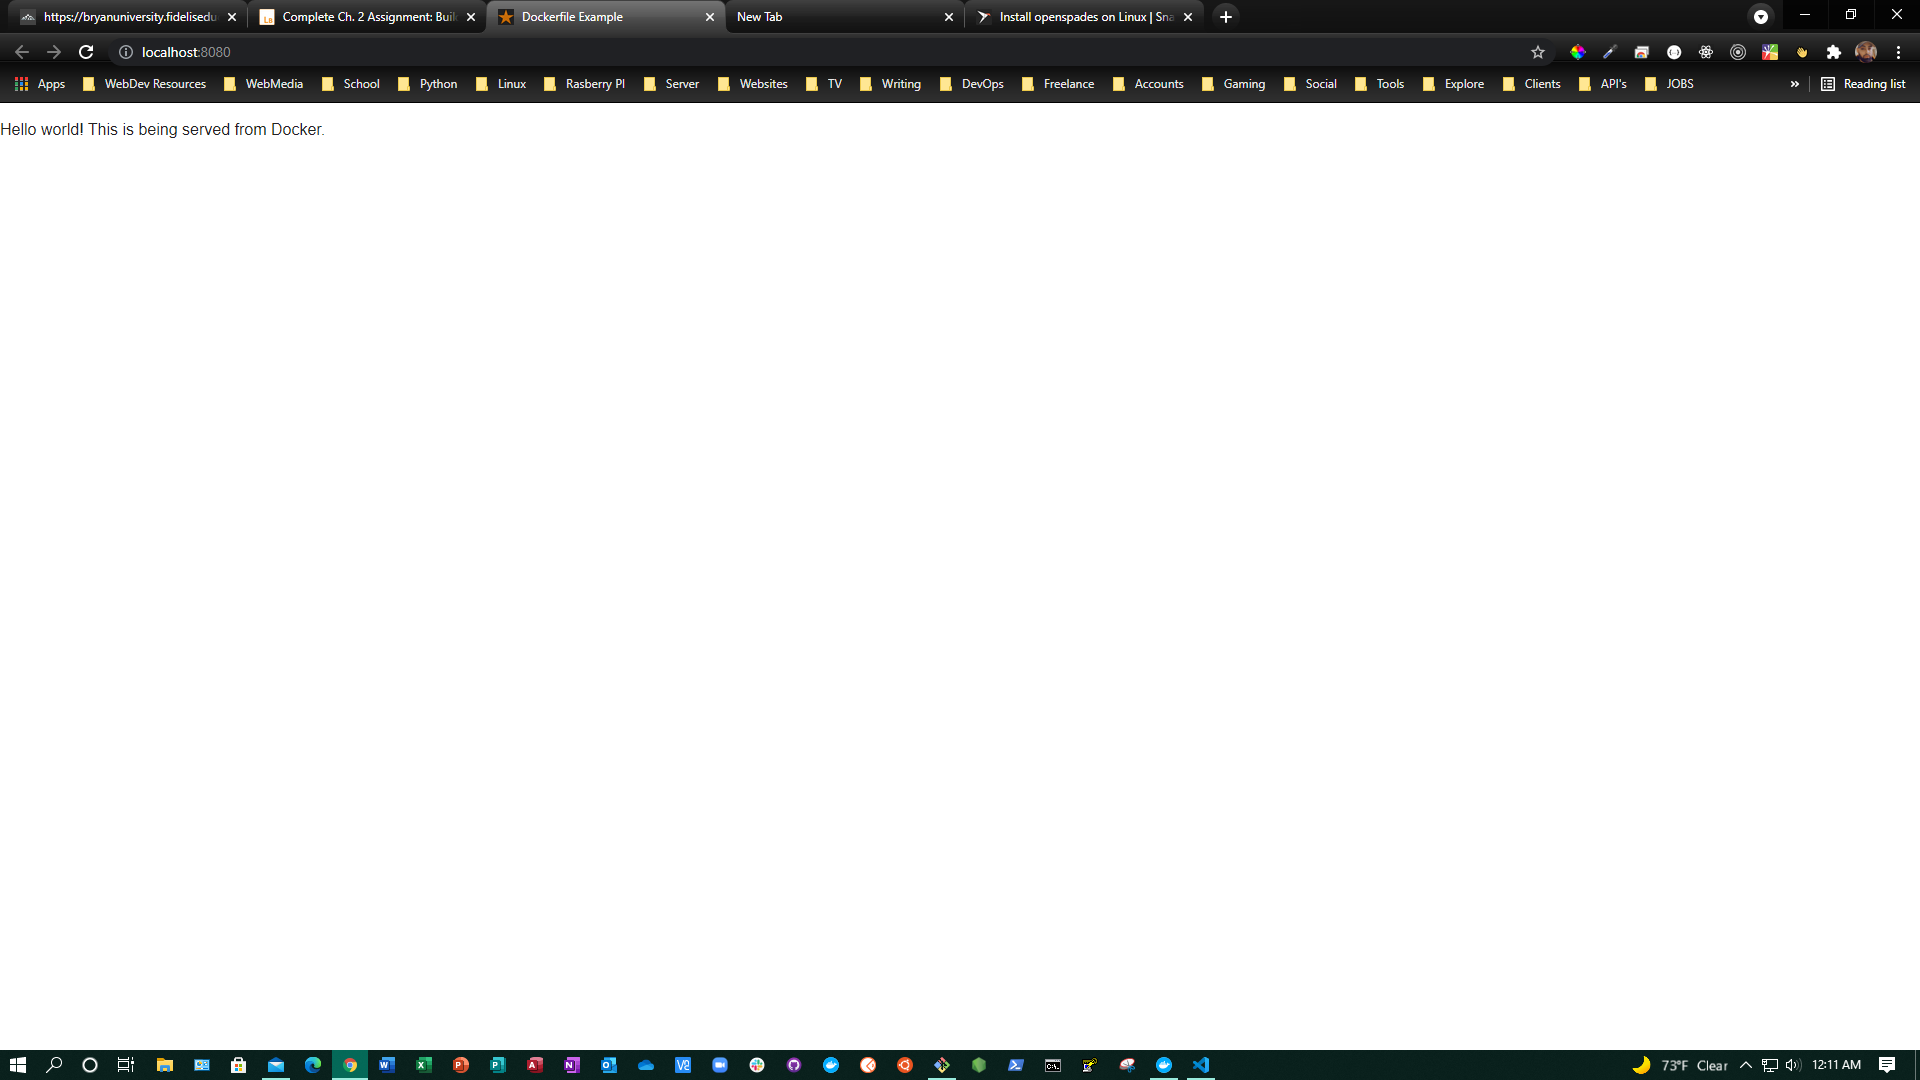 https://bryanuniversity.fidelisedu
Complete Ch. 2 Assignment: Buil
Dockerfile Example
New Tab
Install openspades on Linux | Sna
localhost:8080
Apps
WebDev Resources
WebMedia
School
Python
Linux
Rasberry PI
Server
Websites
TV
Writing
DevOps
Freelance
Accounts
Gaming
Social
Tools
Explore
Clients
API's
JOBS
»
Reading list
Hello world! This is being served from Docker.
73°F Clear
12:11 AM